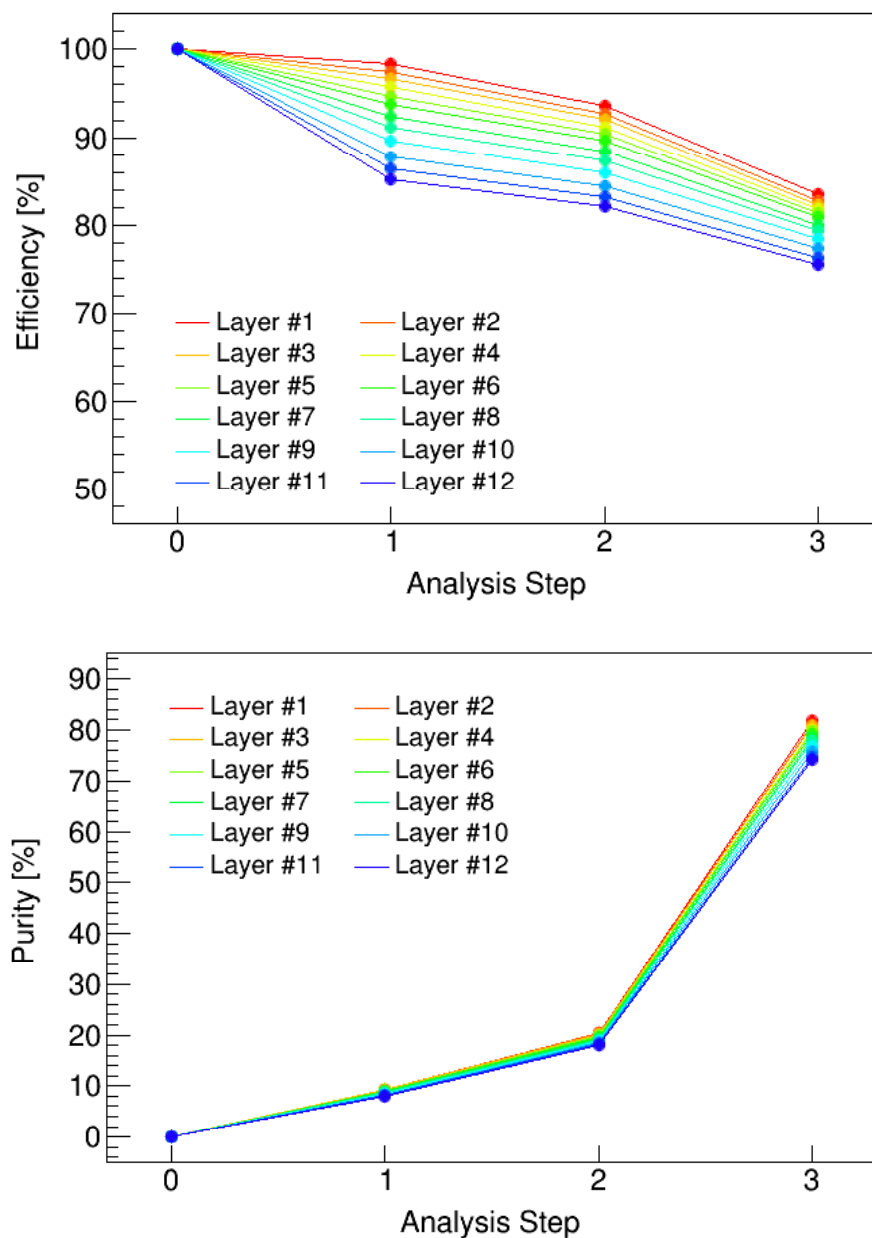 100
90
80
70
60
50
Efficiency [%]
Layer #1 Layer #2
Layer #3 Layer #4
Layer #5 Layer #6
Layer #7 Layer #8
Layer #9 Layer #10
Layer #11 Layer #12
0 1 2 3
Analysis Step
90
80
70
60
50
40
30
20
10
0
Purity [%]
Layer #1 Layer #2
Layer #3 Layer #4
Layer #5 Layer #6
Layer #7 Layer #8
Layer #9 Layer #10
Layer #11 Layer #12
0 1 2 3
Analysis Step